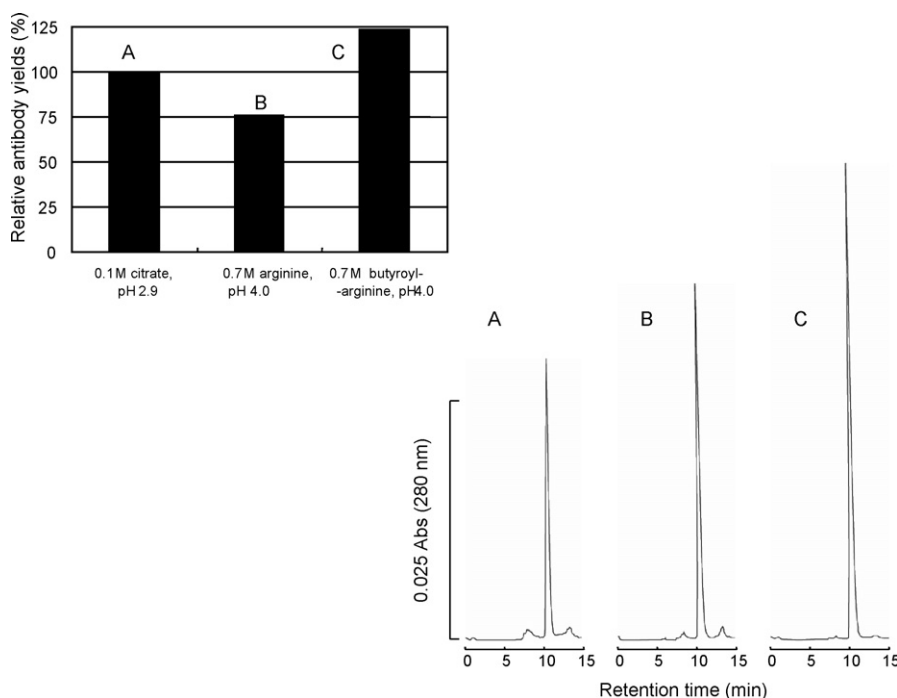 Relative antibody yields (%)
125
100
75
50
25
0
A
B
C
0.1M citrate,
pH 2.9
0.7M arginine,
pH 4.0
0.7M butyroyl-
-arginine, pH4.0
A
B
C
0.025 Abs (280 nm)
0 5 10 15
0 5 10 15
0 5 10 15
Retention time (min)